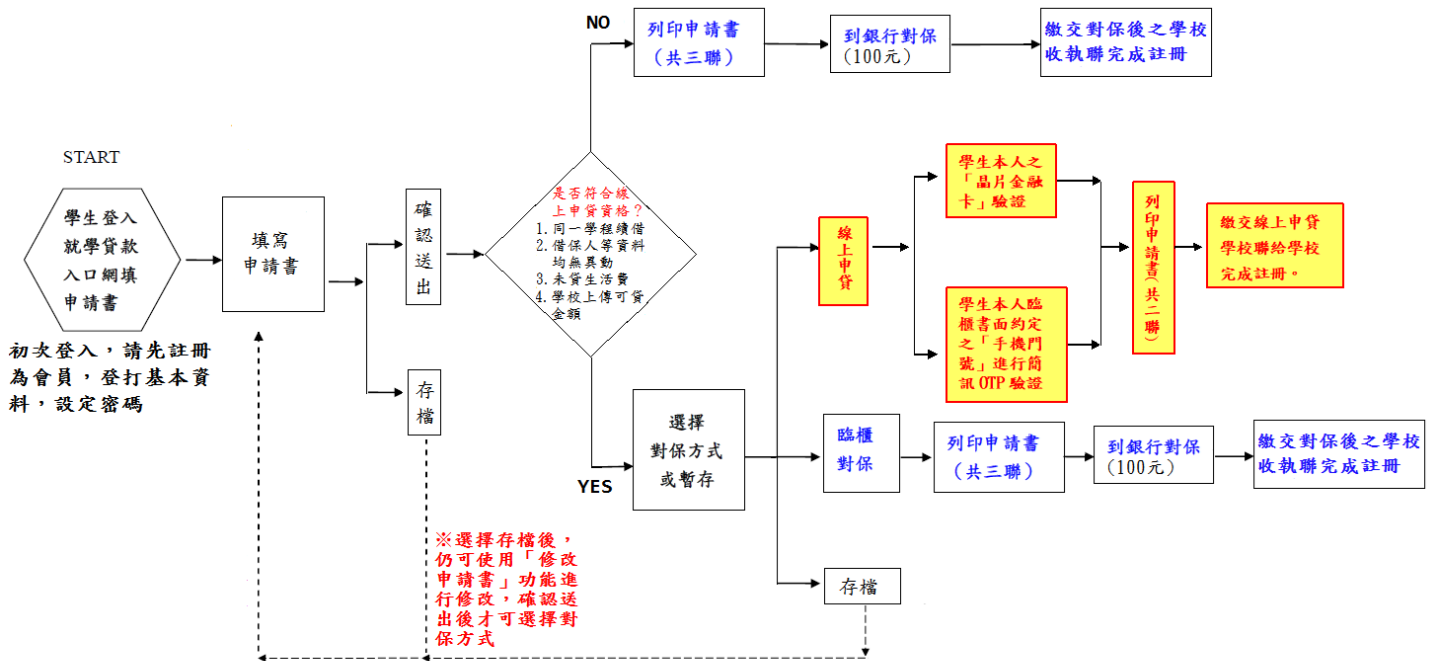 START
學生登入
就學貸款
入口網填
申請書
初次登入，請先註冊
為會員，登打基本資
料，設定密碼
填寫
申請書
確認送出
存檔
※選擇存檔後，
仍可使用「修改
申請書」功能進
行修改，確認送
出後才可選擇對
保方式
是否符合線
上申貸資格？
1. 同一學程續借
2. 借保人等資料
均無異動
3. 未貸生活費
4. 學校上傳可貸
金額
NO
列印申請書
（共三聯）
到銀行對保
(100元)
繳交對保後之學校
收執聯完成註冊
YES
選擇
對保方式
或暫存
線上申貸
學生本人之
「晶片金融
卡」驗證
學生本人臨
櫃書面約定
之「手機門
號」進行簡
訊OTP驗證
列印申請書(共二聯)
繳交線上申貸
學校聯給學校
完成註冊。
臨櫃
對保
列印申請書
（共三聯）
到銀行對保
(100元)
繳交對保後之學校
收執聯完成註冊
存檔